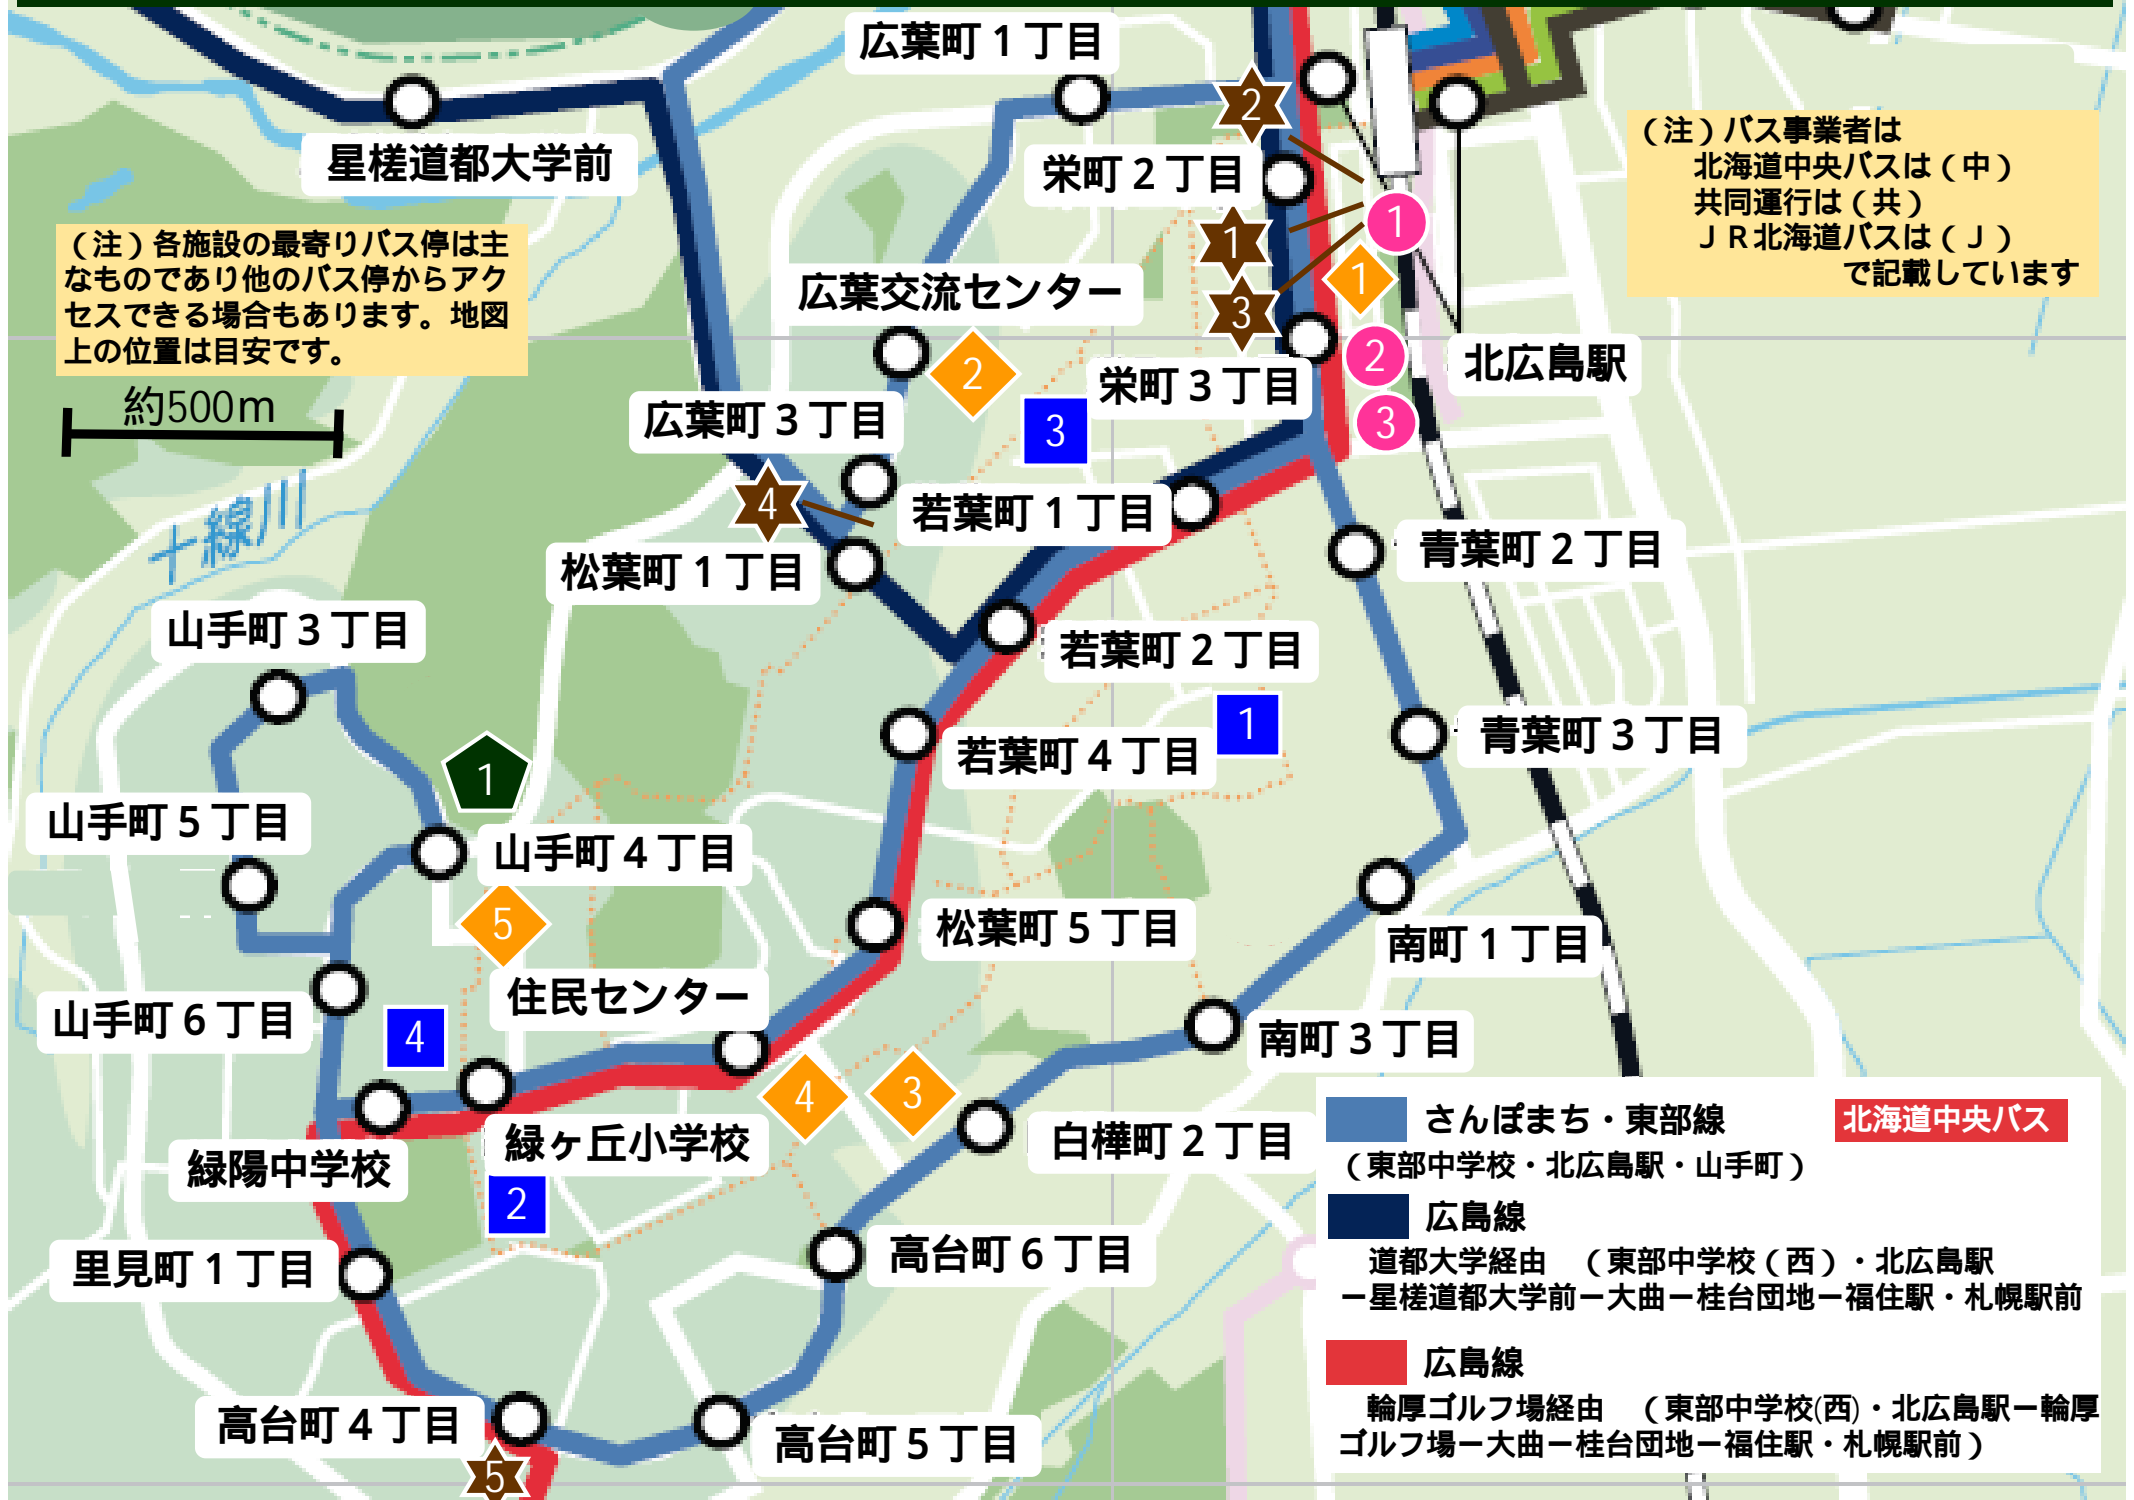 広葉町１丁目
星槎道都大学前
栄町２丁目
（注）バス事業者は
北海道中央バスは（中）
共同運行は（共）
ＪＲ北海道バスは（Ｊ）
で記載しています
（注）各施設の最寄りバス停は主
なものであり他のバス停からアク
セスできる場合もあります。地図
上の位置は目安です。
約500m
広葉交流センター
2
1
3
1
1
2
3
北広島駅
栄町３丁目
2
3
広葉町３丁目
4
若葉町１丁目
十線川
松葉町１丁目
青葉町２丁目
山手町３丁目
若葉町２丁目
1
青葉町３丁目
若葉町４丁目
1
山手町５丁目
山手町４丁目
5
松葉町５丁目
南町１丁目
住民センター
山手町６丁目
4
南町３丁目
4
3
白樺町２丁目
緑ヶ丘小学校
緑陽中学校
2
里見町１丁目
高台町６丁目
高台町４丁目
高台町５丁目
5
さんぽまち・東部線
北海道中央バス
（東部中学校・北広島駅・山手町）
広島線
道都大学経由　（東部中学校（西）・北広島駅
ー星槎道都大学前ー大曲ー桂台団地ー福住駅・札幌駅前
広島線
輪厚ゴルフ場経由　（東部中学校(西)・北広島駅ー輪厚
ゴルフ場ー大曲ー桂台団地ー福住駅・札幌駅前）